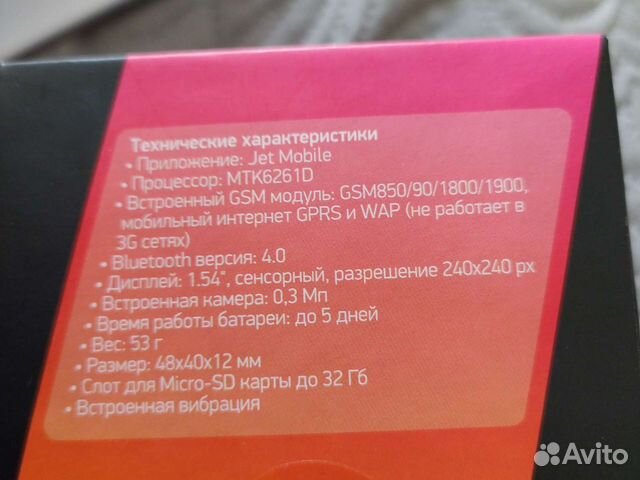 Технические характеристики
• Приложение: Jet Mobile
• Процессор: MTK6261D
• Встроенный GSM модуль: GSM850/90/1800/1900,
мобильный интернет GPRS и WAP (не работает в
3G сетях)
• Bluetooth версия: 4.0
• Дисплей: 1.54", сенсорный, разрешение 240x240 px
• Встроенная камера: 0,3 Мп
• Время работы батареи: до 5 дней
• Вес: 53 г
• Размер: 48x40x12 мм
• Слот для Micro-SD карты до 32 Гб
• Встроенная вибрация
Avito